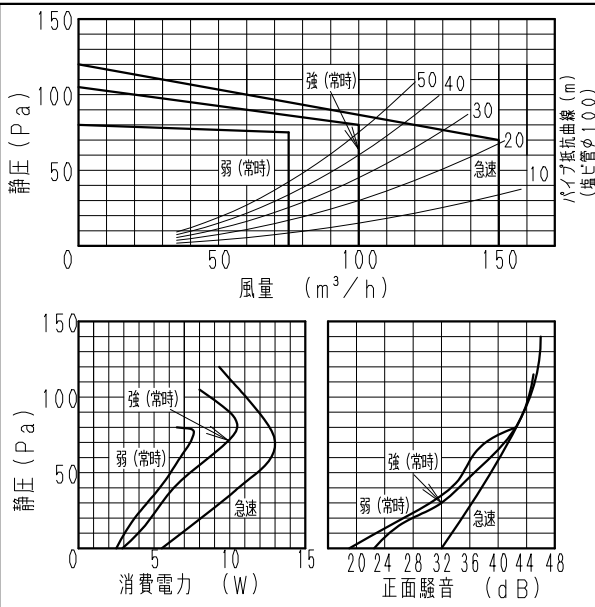 150
100
50
0
静圧 (Pa)
強 (常時)
弱 (常時)
急速
50
40
30
20
10
パイプ抵抗曲線 (m)
(塩ビ管φ100)
50
100
150
風量 (m³/h)
150
100
50
0
静圧 (Pa)
強 (常時)
弱 (常時)
急速
5
10
15
消費電力 (W)
強 (常時)
弱 (常時)
急速
20
24
28
32
36
40
44
48
正面騒音 (dB)